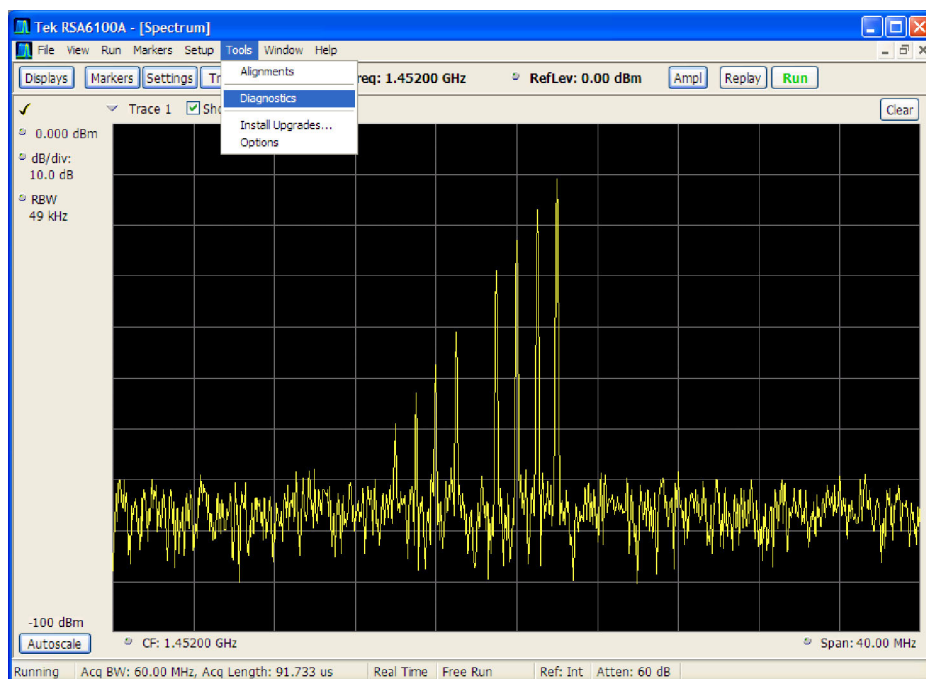 Tek RSA6100A - [Spectrum]
File View Run Markers Setup Tools Window Help
Displays Markers Settings Tr req: 1.45200 GHz RefLev: 0.00 dBm Ampl Replay Run
Alignments
Diagnostics
Install Upgrades...
Options
Trace 1 Sho Clear
0.000 dBm
dB/div:
10.0 dB
RBW
49 kHz
-100 dBm
Autoscale CF: 1.45200 GHz Span: 40.00 MHz
Running Acq BW: 60.00 MHz, Acq Length: 91.733 us Real Time Free Run Ref: Int Atten: 60 dB